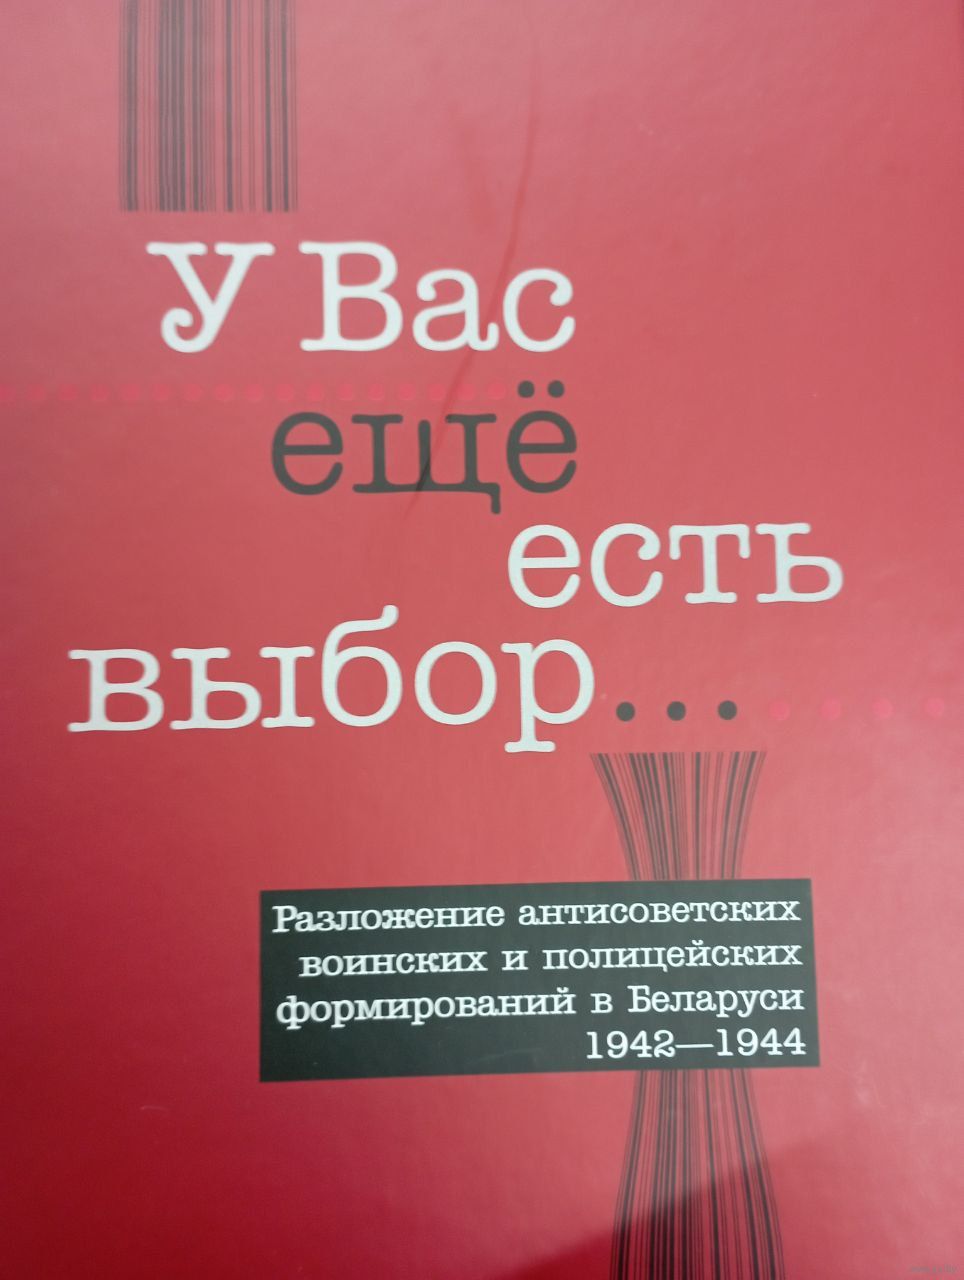 У Вас
ещё
есть
выбор...
Разложение антисоветских
воинских и полицейских
формирований в Беларуси
1942—1944